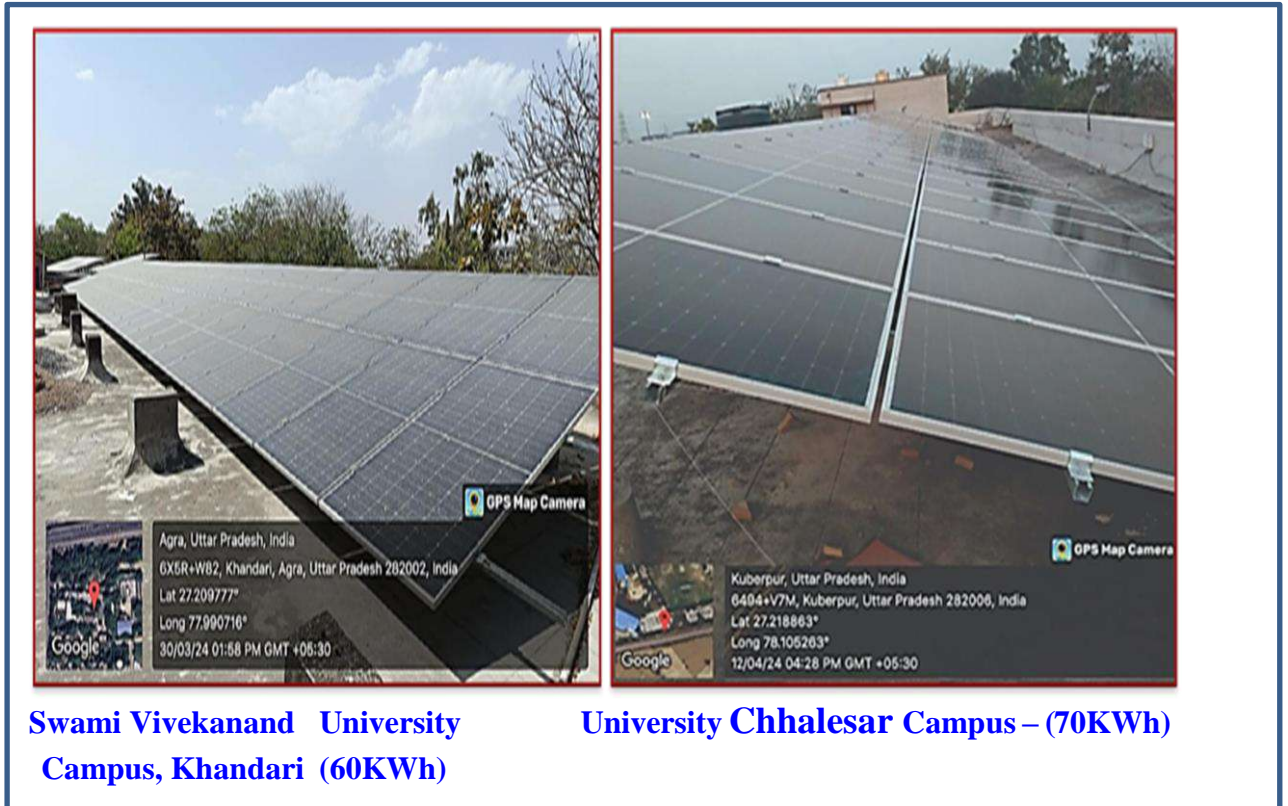 GPS Map Camera
Agra, Uttar Pradesh, India
6X5R+W82, Khandari, Agra, Uttar Pradesh 282002, India
Lat 27.209777°
Long 77.990716°
30/03/24 01:58 PM GMT +05:30
Google
GPS Map Camera
Kuberpur, Uttar Pradesh, India
6494+V7M, Kuberpur, Uttar Pradesh 282006, India
Lat 27.218863°
Long 78.105263°
12/04/24 04:28 PM GMT +05:30
Google
Swami Vivekanand University
Campus, Khandari (60KWh)
University Chhalesar Campus – (70KWh)